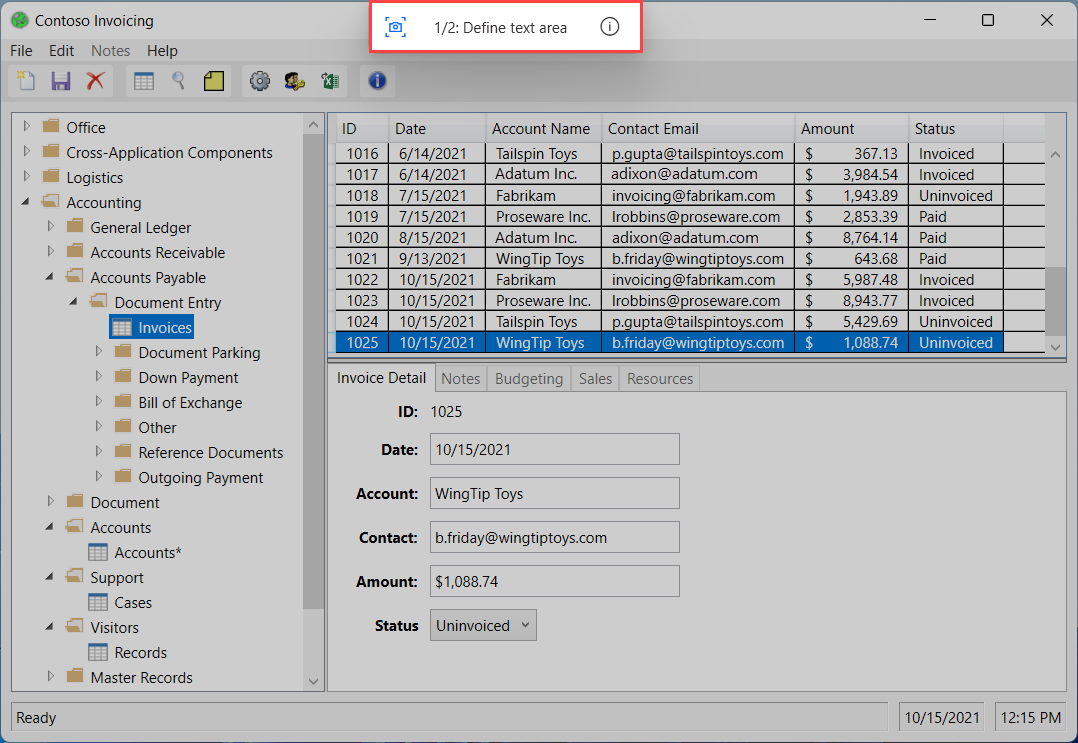 Contoso Invoicing
1/2: Define text area
File Edit Notes Help
Office
Cross-Application Components
Logistics
Accounting
General Ledger
Accounts Receivable
Accounts Payable
Document Entry
Invoices
Document Parking
Down Payment
Bill of Exchange
Other
Reference Documents
Outgoing Payment
Document
Accounts
Accounts*
Support
Cases
Visitors
Records
Master Records
ID Date Account Name Contact Email Amount Status
1016 6/14/2021 Tailspin Toys p.gupta@tailspintoys.com $ 367.13 Invoiced
1017 6/14/2021 Adatum Inc. adixon@adatum.com $ 3,984.54 Invoiced
1018 7/15/2021 Fabrikam invoicing@fabrikam.com $ 1,943.89 Uninvoiced
1019 7/15/2021 Proseware Inc. lrobbins@proseware.com $ 2,853.39 Paid
1020 8/15/2021 Adatum Inc. adixon@adatum.com $ 8,764.14 Paid
1021 9/13/2021 WingTip Toys b.friday@wingtiptoys.com $ 643.68 Paid
1022 10/15/2021 Fabrikam invoicing@fabrikam.com $ 5,987.48 Invoiced
1023 10/15/2021 Proseware Inc. lrobbins@proseware.com $ 8,943.77 Invoiced
1024 10/15/2021 Tailspin Toys p.gupta@tailspintoys.com $ 5,429.69 Uninvoiced
1025 10/15/2021 WingTip Toys b.friday@wingtiptoys.com $ 1,088.74 Uninvoiced
Invoice Detail Notes Budgeting Sales Resources
ID: 1025
Date: 10/15/2021
Account: WingTip Toys
Contact: b.friday@wingtiptoys.com
Amount: $1,088.74
Status Uninvoiced
Ready 10/15/2021 12:15 PM